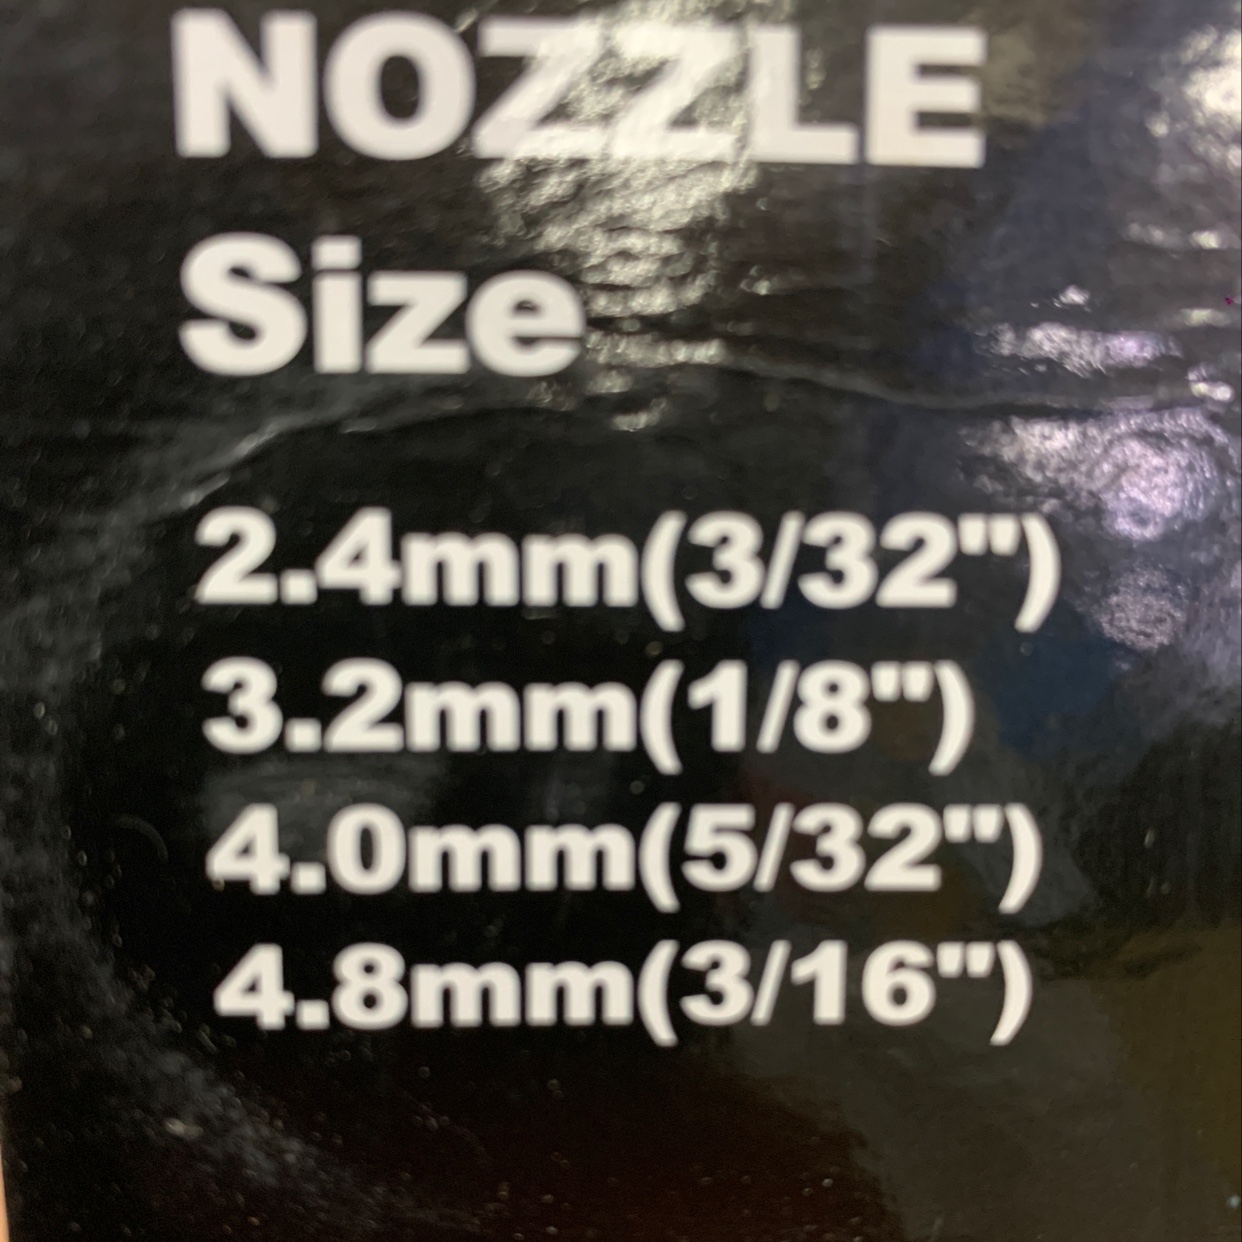 NOZZLE
Size
2.4mm(3/32")
3.2mm(1/8")
4.0mm(5/32")
4.8mm(3/16")